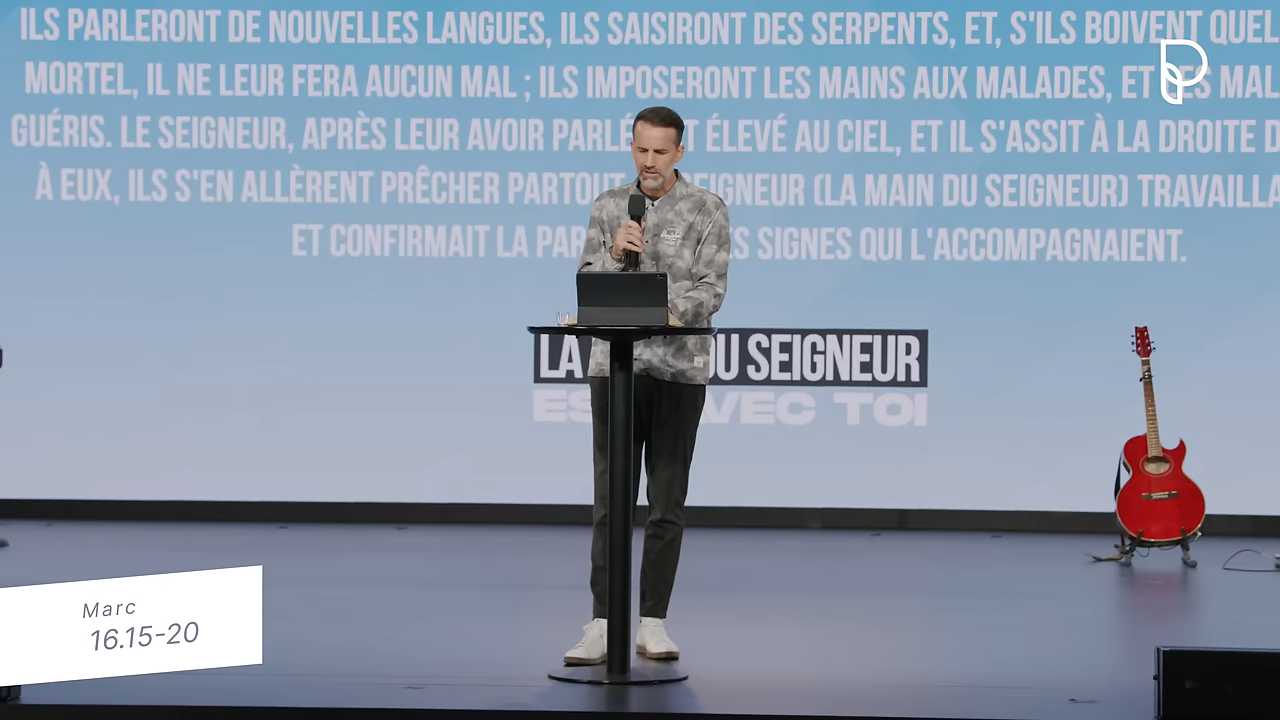 ILS PARLERONT DE NOUVELLES LANGUES, ILS SAISIRONT DES SERPENTS, ET, S'ILS BOIVENT QUEL
MORTEL, IL NE LEUR FERA AUCUN MAL ; ILS IMPOSERONT LES MAINS AUX MALADES, ET MAL
GUÉRIS. LE SEIGNEUR, APRÈS LEUR AVOIR PARLÉ ÉLEVÉ AU CIEL, ET IL S'ASSIT À LA DROITE D
À EUX, ILS S'EN ALLÈRENT PRÊCHER PARTOUT EIGNEUR (LA MAIN DU SEIGNEUR) TRAVAILLA
ET CONFIRMAIT LA PAR S SIGNES QUI L'ACCOMPAGNAIENT.
LA DU SEIGNEUR
ES AVEC TOI
Marc
16.15-20